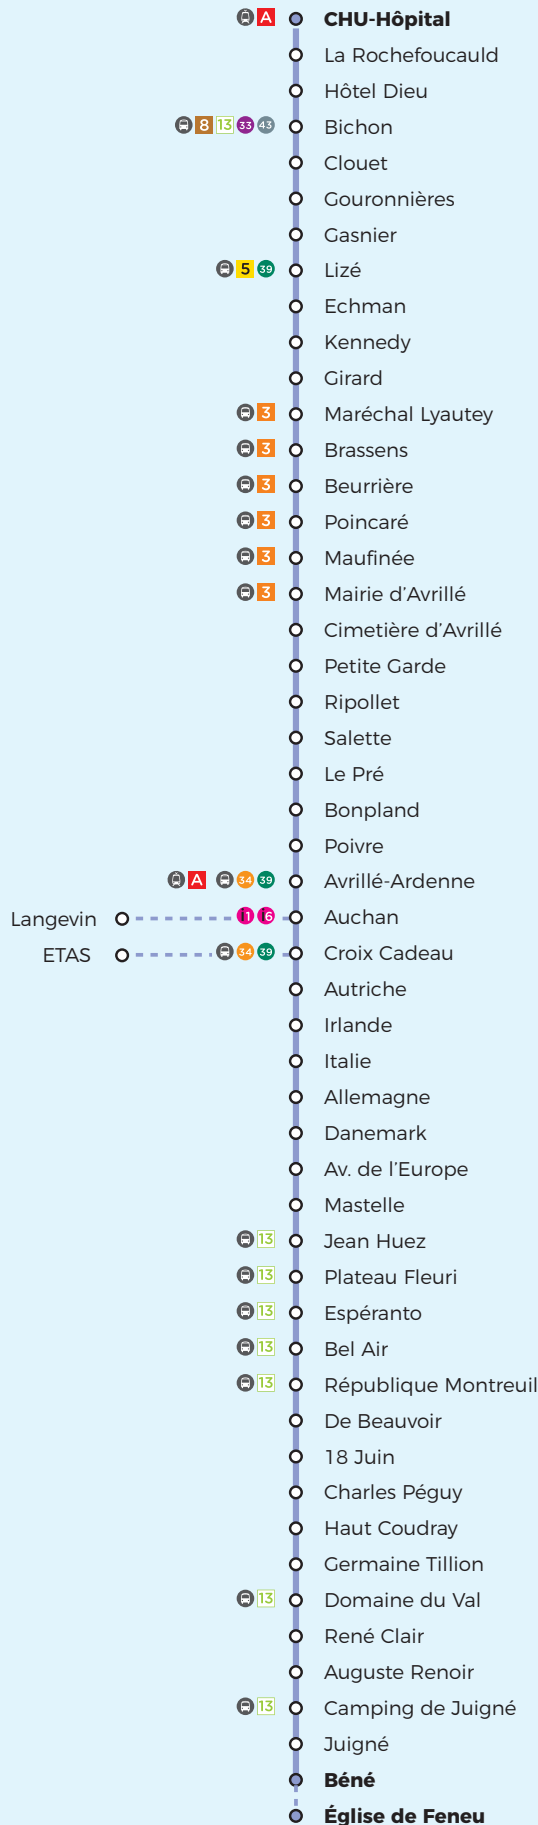 A CHU-Hôpital
La Rochefoucauld
Hôtel Dieu
8 13 33 43 Bichon
Clouet
Gouronnières
Gasnier
5 39 Lizé
Echman
Kennedy
Girard
3 Maréchal Lyautey
3 Brassens
3 Beurrière
3 Poincaré
3 Maufinée
3 Mairie d'Avrillé
Cimetière d'Avrillé
Petite Garde
Ripollet
Salette
Le Pré
Bonpland
Poivre
A 34 39 Avrillé-Ardenne
Langevin i1 i6 Auchan
ETAS 34 39 Croix Cadeau
Autriche
Irlande
Italie
Allemagne
Danemark
Av. de l'Europe
Mastelle
13 Jean Huez
13 Plateau Fleuri
13 Espéranto
13 Bel Air
13 République Montreuil
De Beauvoir
18 Juin
Charles Péguy
Haut Coudray
Germaine Tillion
13 Domaine du Val
René Clair
Auguste Renoir
13 Camping de Juigné
Juigné
Béné
Église de Feneu